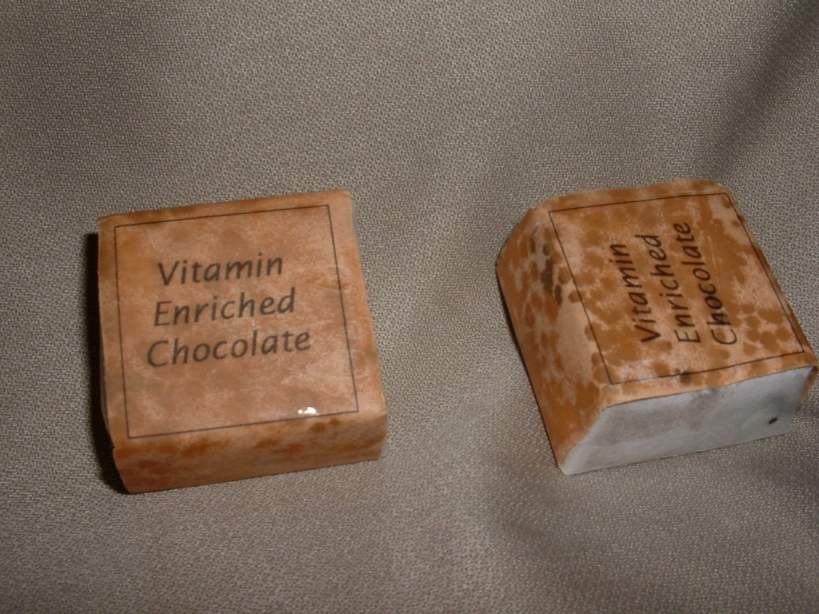 Vitamin
Enriched
Chocolate
Vitamin
Enriched
Chocolate